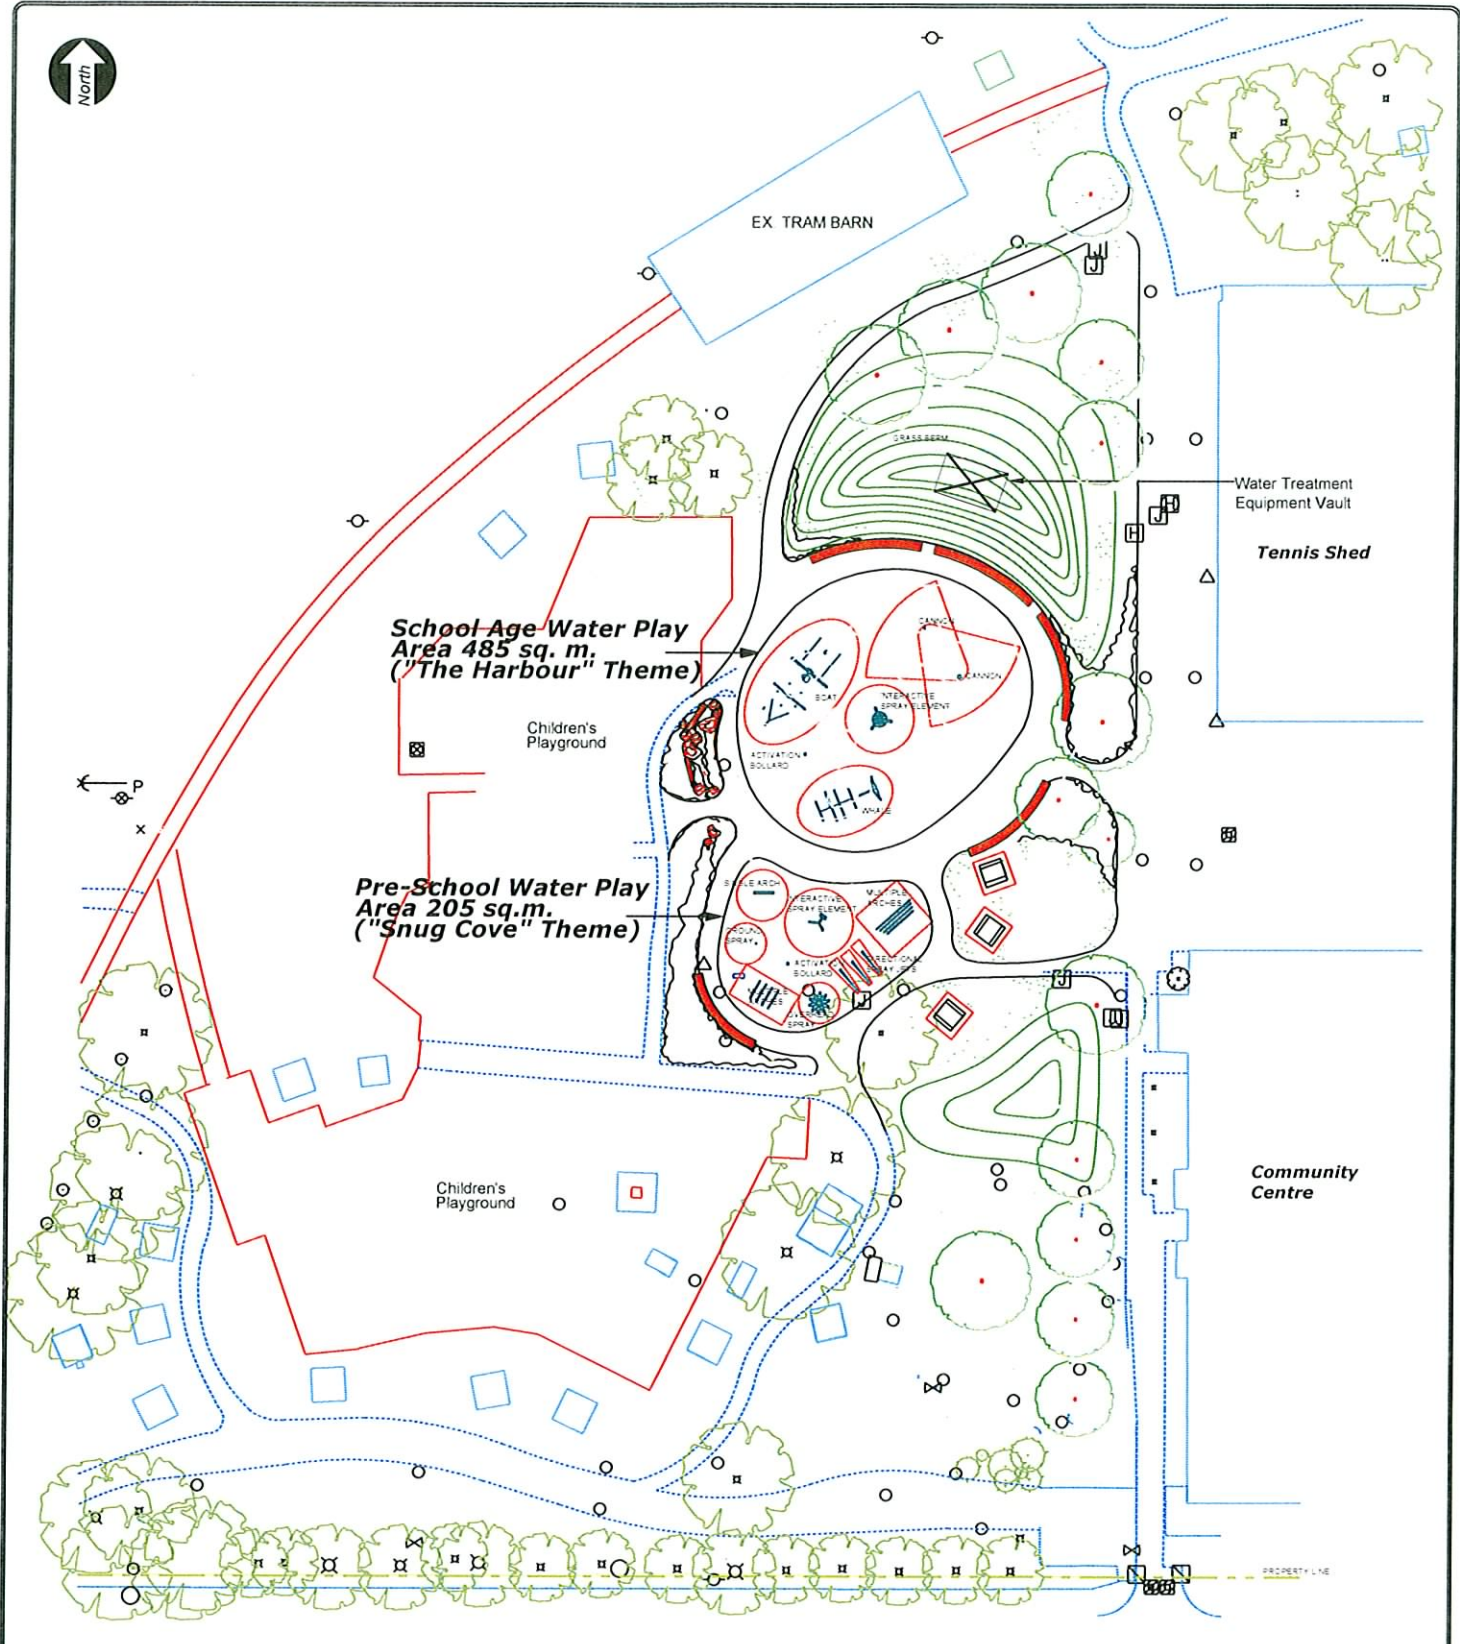 North
EX TRAM BARN
GRASS BERM
Water Treatment
Equipment Vault
Tennis Shed
School Age Water Play
Area 485 sq. m.
("The Harbour" Theme)
CANNON
CANNON
BOAT
INTERACTIVE
SPRAY ELEMENT
Children's
Playground
ACTIVATION
BOLLARD
WHALE
P
Pre-School Water Play
Area 205 sq.m.
("Snug Cove" Theme)
ARCH
INTERACTIVE
SPRAY ELEMENT
MULTIPLE
ARCHES
GROUND
SPRAY
BOLLARD
DIRECTIONAL
SPRAY
J
J
H
J
H
J
J
Community
Centre
Children's
Playground
PROPERTY LINE